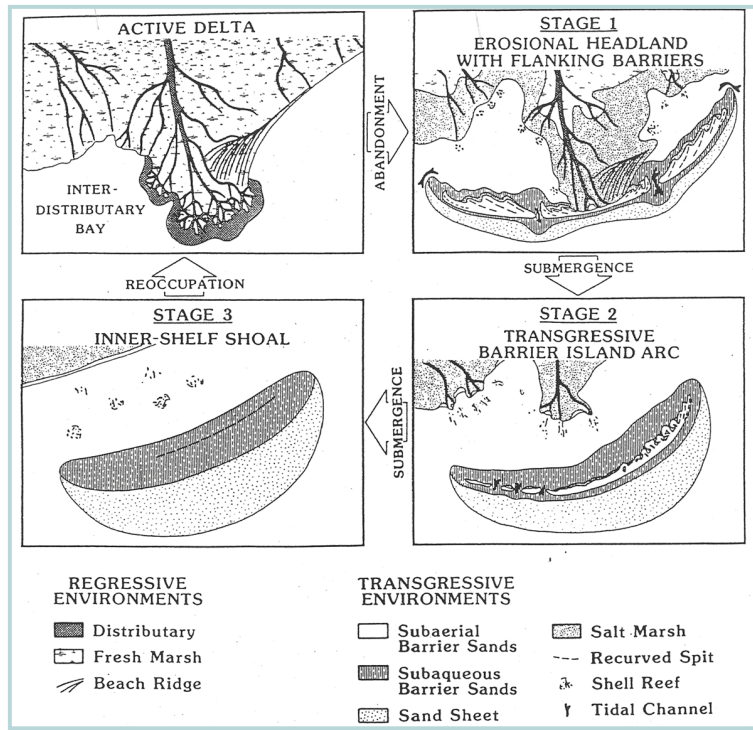 ACTIVE DELTA
INTER-
DISTRIBUTARY
BAY
ABANDONMENT
STAGE 1
EROSIONAL HEADLAND
WITH FLANKING BARRIERS
REOCCUPATION
SUBMERGENCE
STAGE 3
INNER-SHELF SHOAL
SUBMERGENCE
STAGE 2
TRANSGRESSIVE
BARRIER ISLAND ARC
REGRESSIVE
ENVIRONMENTS
Distributary
Fresh Marsh
Beach Ridge
TRANSGRESSIVE
ENVIRONMENTS
Subaerial
Barrier Sands
Subaqueous
Barrier Sands
Sand Sheet
Salt Marsh
Recurved Spit
Shell Reef
Tidal Channel